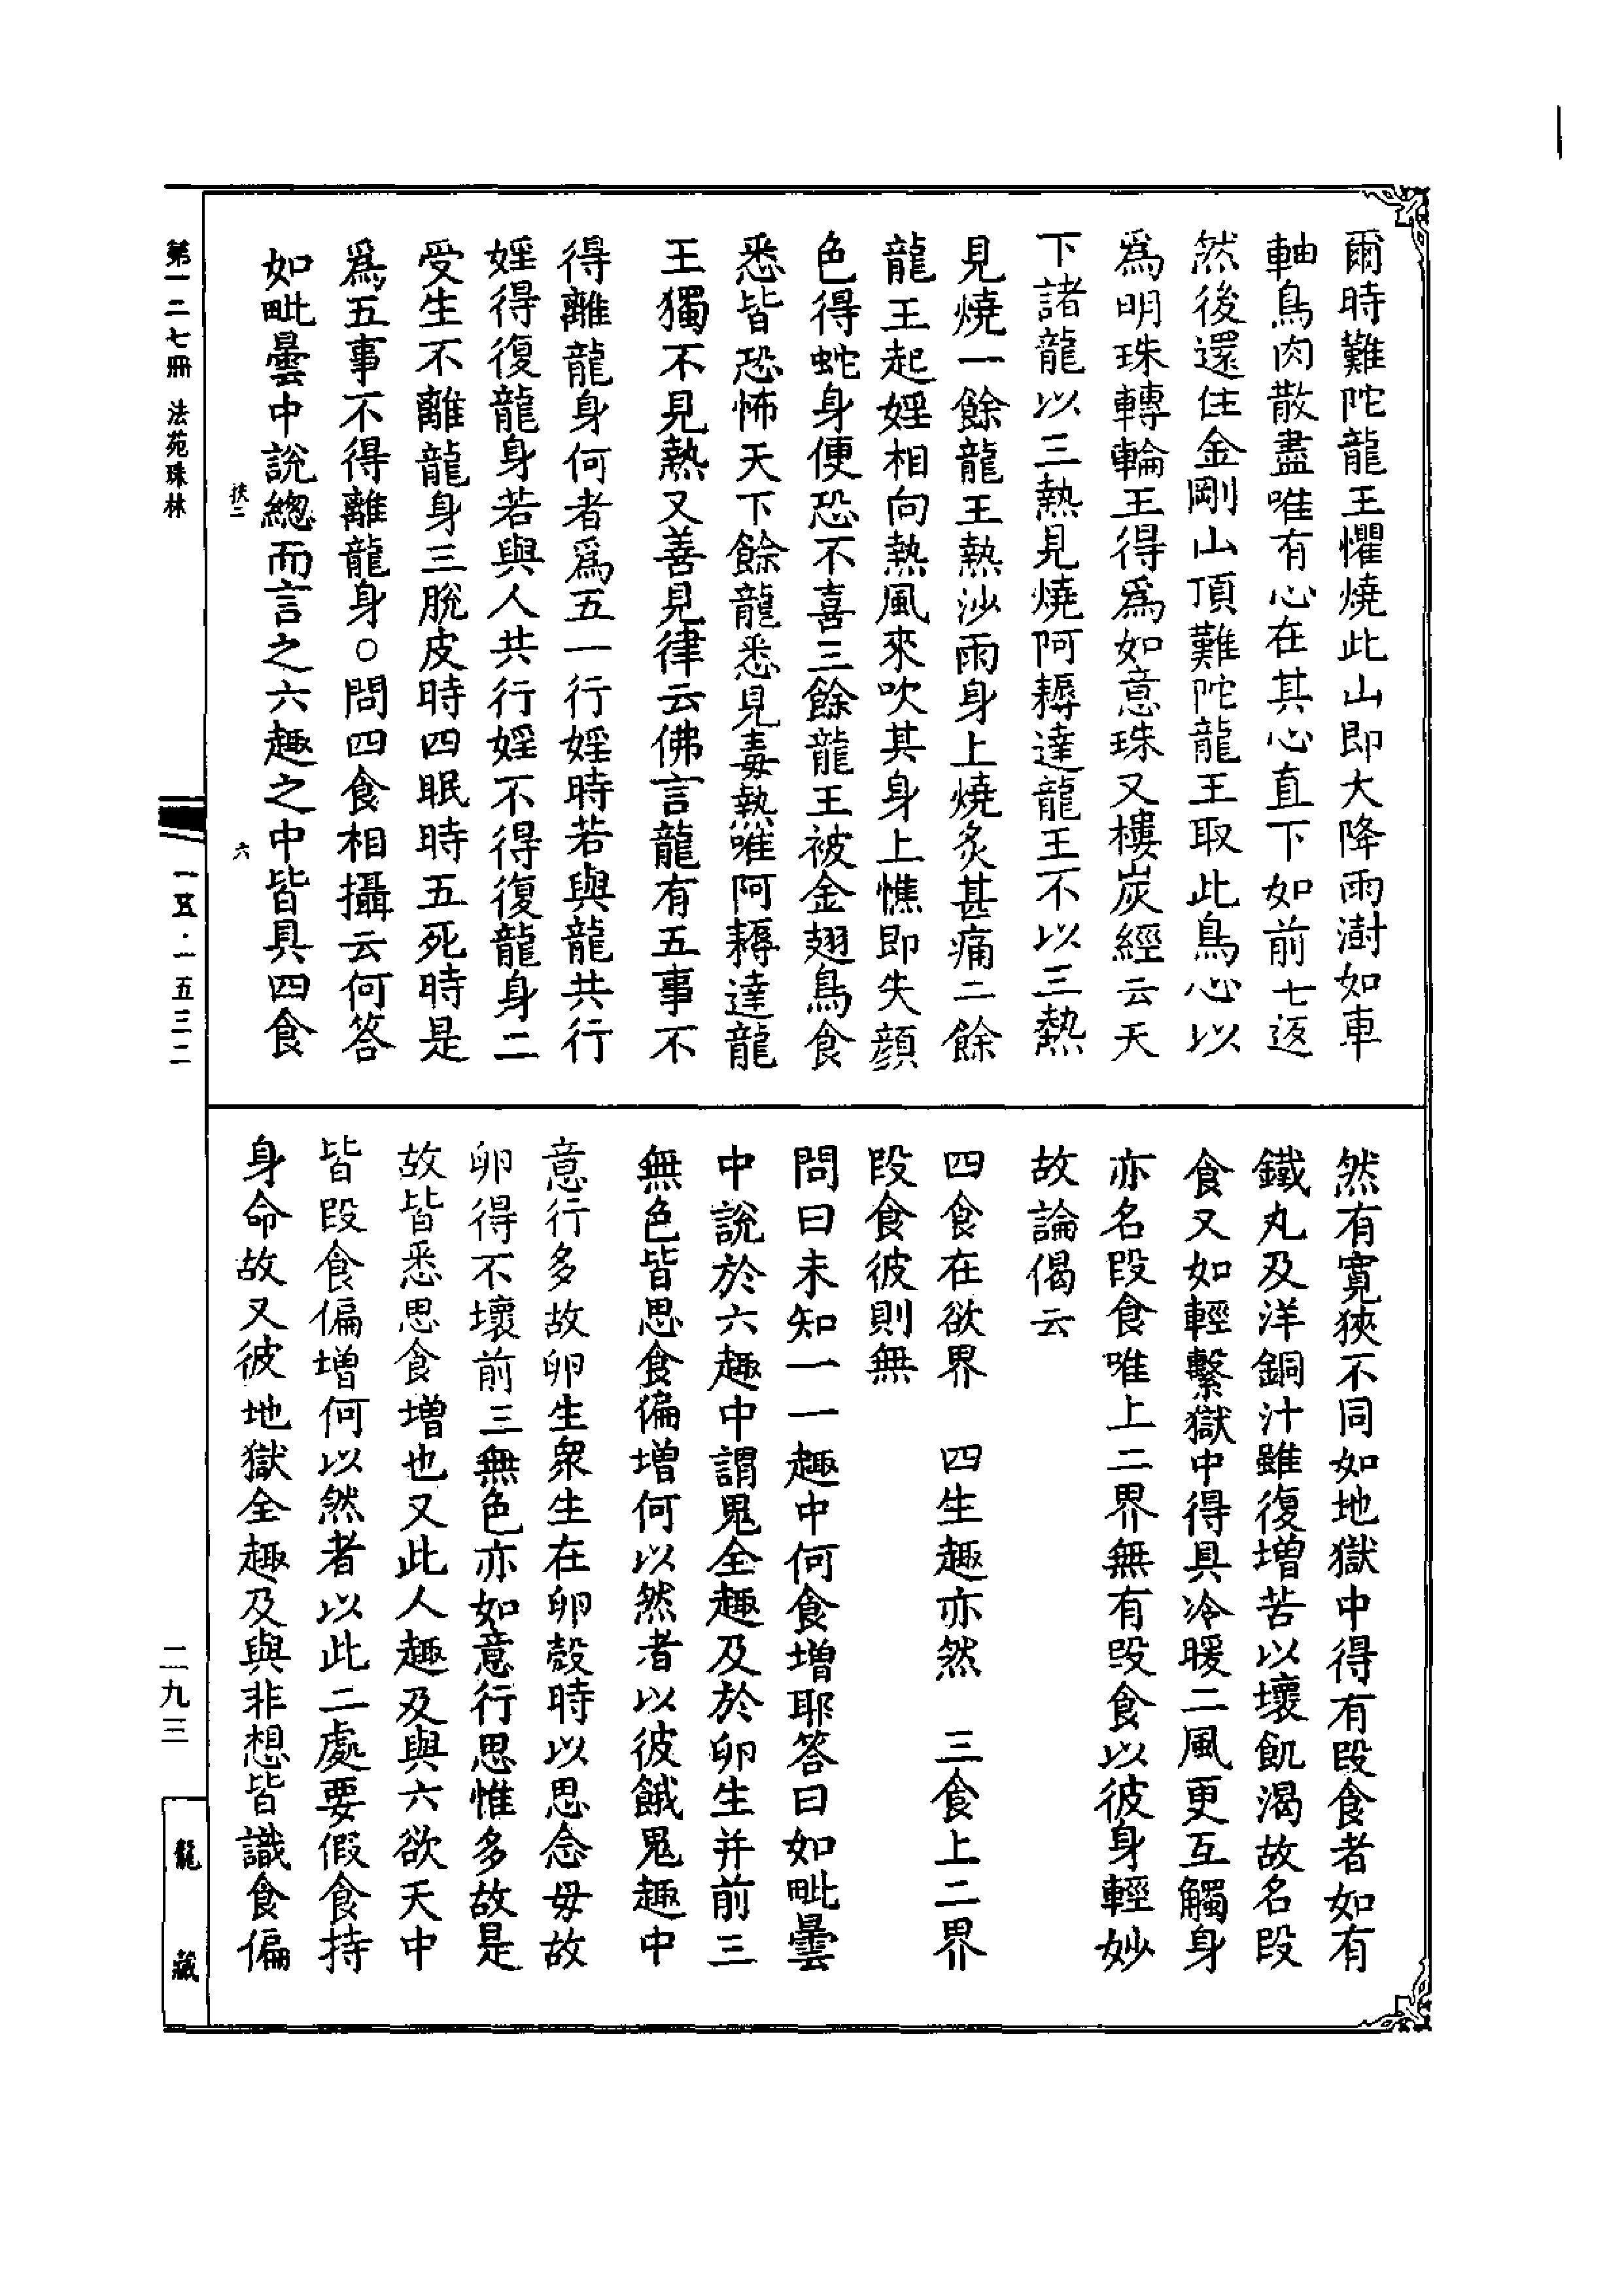 爾時難陀龍王懼燒此山即大降雨澍如車
軸鳥肉散盡唯有心在其心直下如前七返
然後還住金剛山頂難陀龍王取此鳥心以
為明珠轉輪王得爲如意珠又樓炭經云天
下諸龍以三熱見燒阿耨達龍王不以三熱
見燒一餘龍王熱沙雨身上燒炙甚痛二餘
龍王起婬相向熱風來吹其身上憔即失顏
色得蛇身便恐不喜三餘龍王被金翅鳥食
悉皆恐怖天下餘龍悉見毒熱唯阿耨達龍
王獨不見熱又善見律云佛言龍有五事不
得離龍身何者爲五一行婬時若與龍共行
婬得復龍身若與人共行婬不得復龍身二
受生不離龍身三脫皮時四眠時五死時是
爲五事不得離龍身○問四食相攝云何答
如毗曇中說總而言之六趣之中皆具四食
然有寬狹不同如地獄中得有段食者如有
鐵丸及洋銅汁雖復增苦以壞飢渴故名段
食又如輕繫獄中得具冷暖二風更互觸身
亦名段食唯上二界無有段食以彼身輕妙
故論偈云
四食在欲界　四生趣亦然　三食上二界
段食彼則無
問曰未知一一趣中何食增耶答曰如毗曇
中說於六趣中謂鬼全趣及於卵生并前三
無色皆思食偏增何以然者以彼餓鬼趣中
意行多故卵生衆生在卵殼時以思念母故
卵得不壞前三無色亦如意行思惟多故是
故皆悉思食增也又此人趣及與六欲天中
皆段食偏增何以然者以此二處要假食持
身命故又彼地獄全趣及與非想皆識食偏
扶二
六
第一二七冊 法苑珠林
一五·一五三二
二九三
龍藏